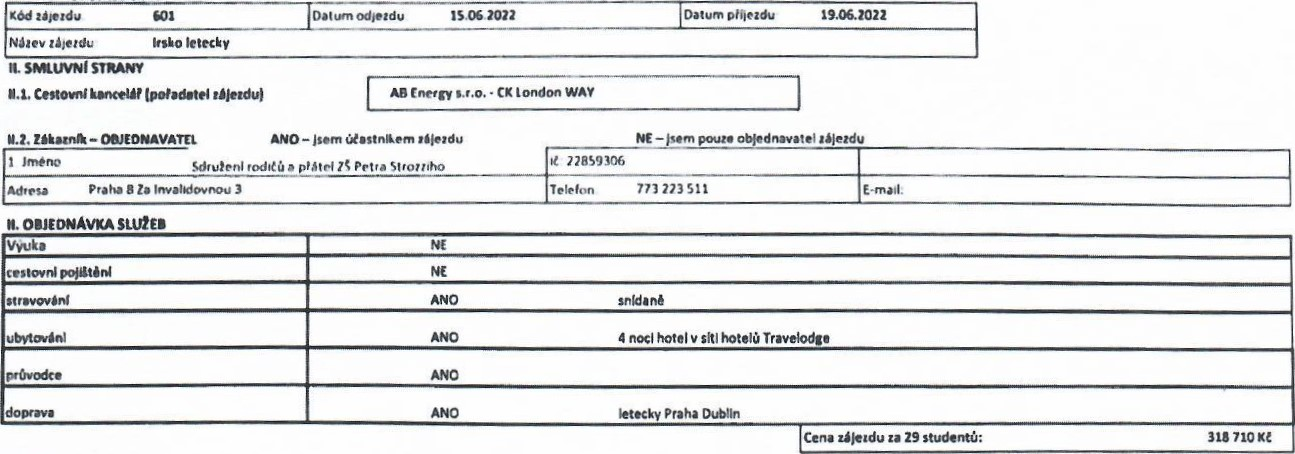 Kód zájezdu 601 Datum odjezdu 15.06.2022 Datum příjezdu 19.06.2022
Název zájezdu Irsko letecky
II. SMLUVNÍ STRANY
II.1. Cestovní kancelář (pořadatel zájezdu) AB Energy s.r.o. - CK London WAY
II.2. Zákazník – OBJEDNAVATEL ANO – jsem účastníkem zájezdu NE – jsem pouze objednavatel zájezdu
1 Jméno Sdružení rodičů a přátel ZŠ Petra Strozziho IČ: 22859306
Adresa Praha 8 Za Invalidovnou 3 Telefon 773 223 511 E-mail:
II. OBJEDNÁVKA SLUŽEB
Výuka NE
cestovní pojištění NE
stravování ANO snídaně
ubytování ANO 4 noci hotel v síti hotelů Travelodge
průvodce ANO
doprava ANO letecky Praha Dublin
Cena zájezdu za 29 studentů: 318 710 Kč